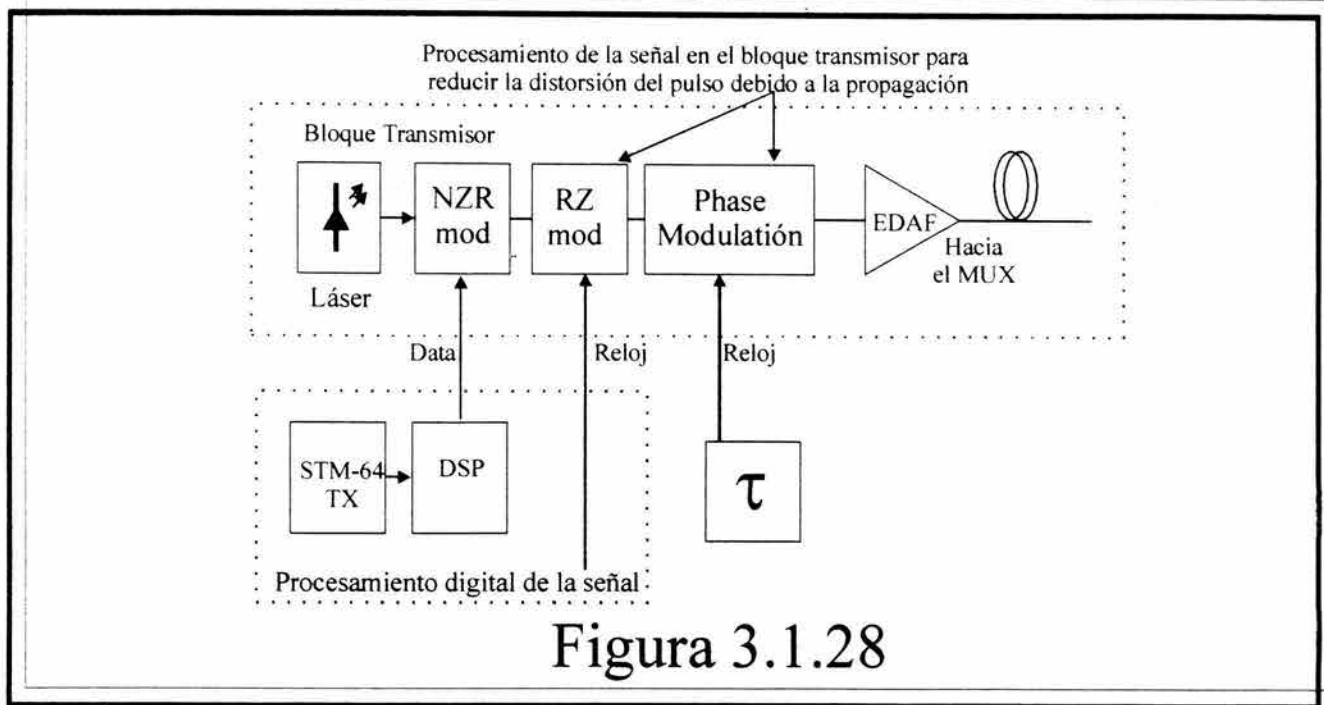 Procesamiento de la señal en el bloque transmisor para
reducir la distorsión del pulso debido a la propagación
Bloque Transmisor
NZR
mod
RZ
mod
Phase
Modulatión
EDAF
Hacia
el MUX
Láser
Data
Reloj
Reloj
STM-64
TX
DSP
τ
Procesamiento digital de la señal
Figura 3.1.28